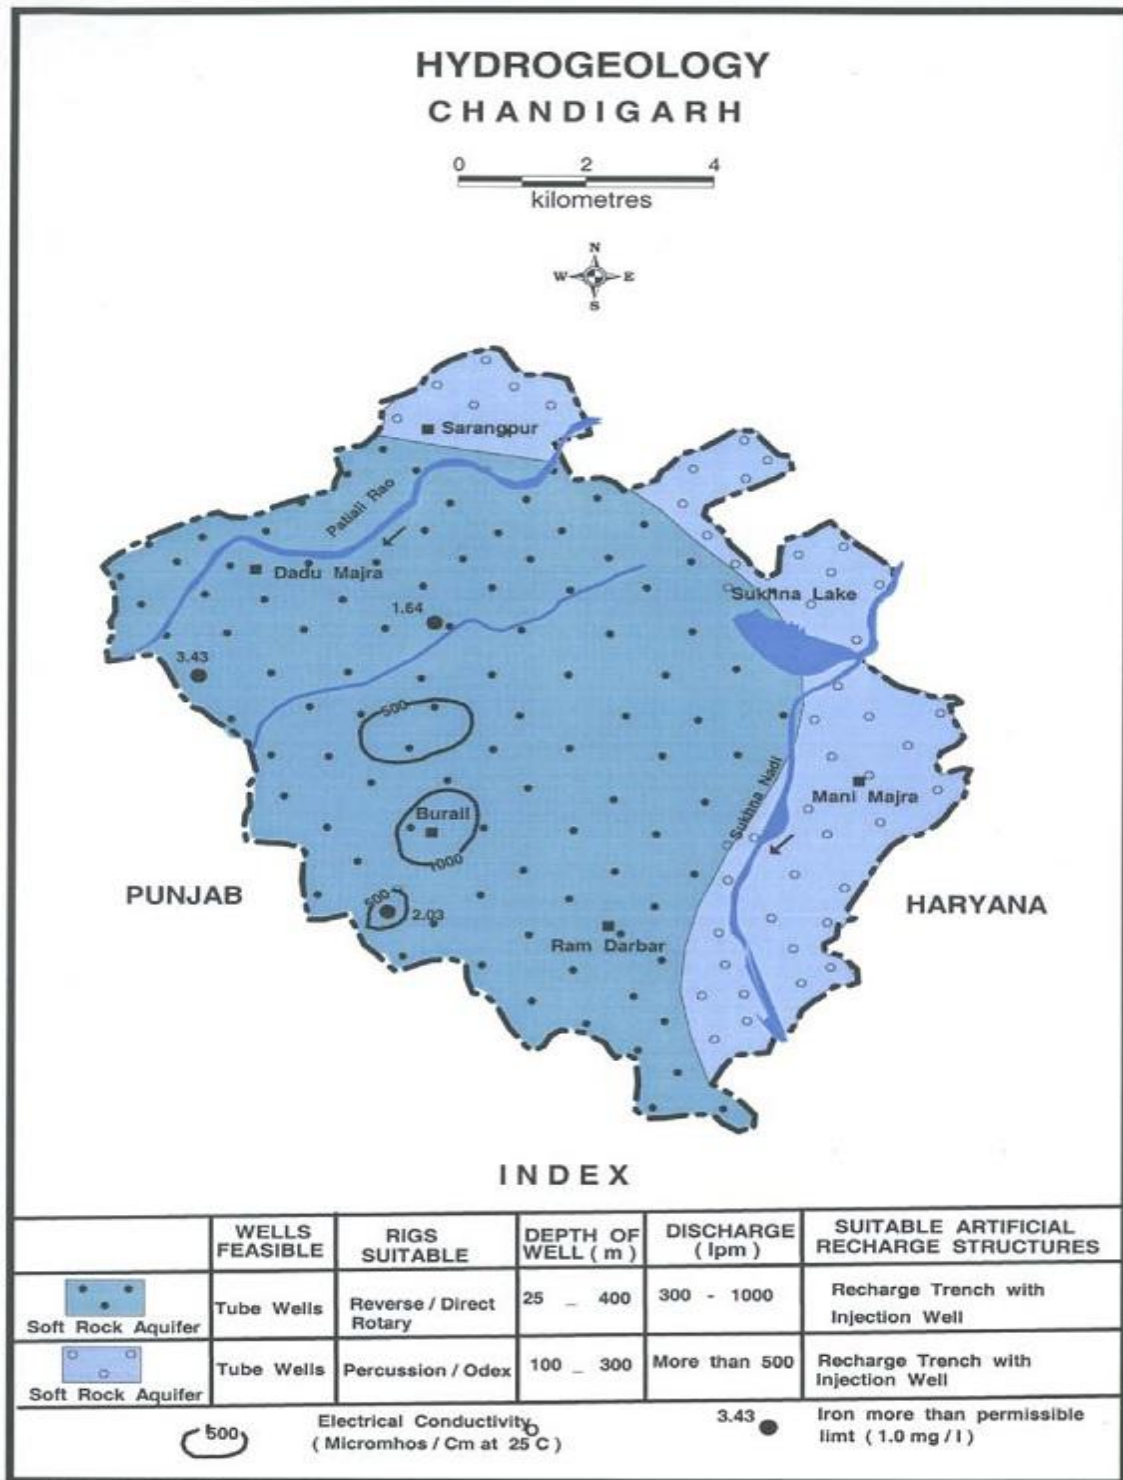 HYDROGEOLOGY
CHANDIGARH
0 2 4
kilometres
N
W E
S
Sarangpur
Patiali Rao
Dadu Majra
1.64
3.43
Sukhna Lake
500
Sukhna Nadi
Mani Majra
Burail
1000
PUNJAB
HARYANA
500
2.03
Ram Darbar
INDEX
WELLS FEASIBLE
RIGS SUITABLE
DEPTH OF WELL ( m )
DISCHARGE ( lpm )
SUITABLE ARTIFICIAL RECHARGE STRUCTURES
Soft Rock Aquifer
Tube Wells
Reverse / Direct Rotary
25 _ 400
300 - 1000
Recharge Trench with Injection Well
Soft Rock Aquifer
Tube Wells
Percussion / Odex
100 _ 300
More than 500
Recharge Trench with Injection Well
500
Electrical Conductivity
( Micromhos / Cm at 25 C )
3.43
Iron more than permissible
limt ( 1.0 mg / l )